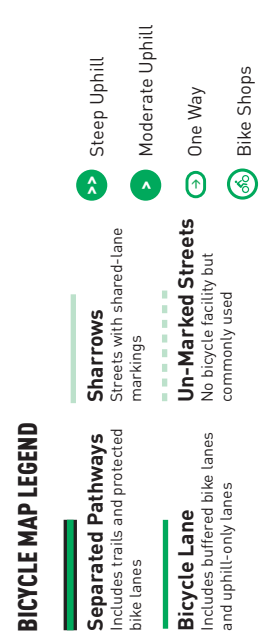 BICYCLE MAP LEGEND
Separated Pathways
Includes trails and protected
bike lanes
Bicycle Lane
Includes buffered bike lanes
and uphill-only lanes
Sharrows
Streets with shared-lane
markings
Un-Marked Streets
No bicycle facility but
commonly used
Steep Uphill
Moderate Uphill
One Way
Bike Shops